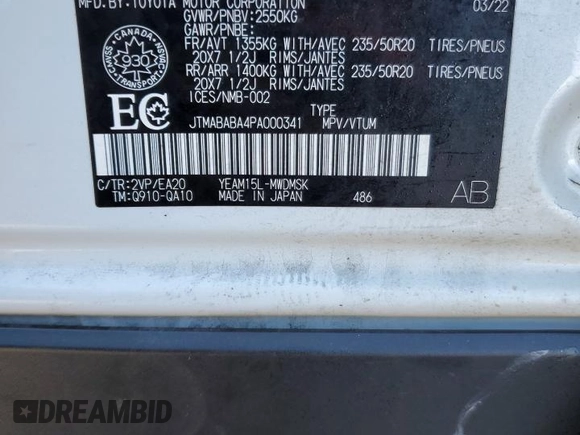 MFD.BY:TOYOTA MOTOR CORPORATION 03/22
GVWR/PNBV:2550KG
GAWR/PNBE:
FR/AVT 1355KG WITH/AVEC 235/50R20 TIRES/PNEUS
20X7 1/2J RIMS/JANTES
RR/ARR 1400KG WITH/AVEC 235/50R20 TIRES/PNEUS
20X7 1/2J RIMS/JANTES
ICES/NMB-002
CANADA
930
EC
TYPE
JTMABABA4PA000341 MPV/VTUM
C/TR:2VP/EA20 YEAM15L-MWDMSK
TM:Q910-QA10 MADE IN JAPAN 486
AB
DREAMBID